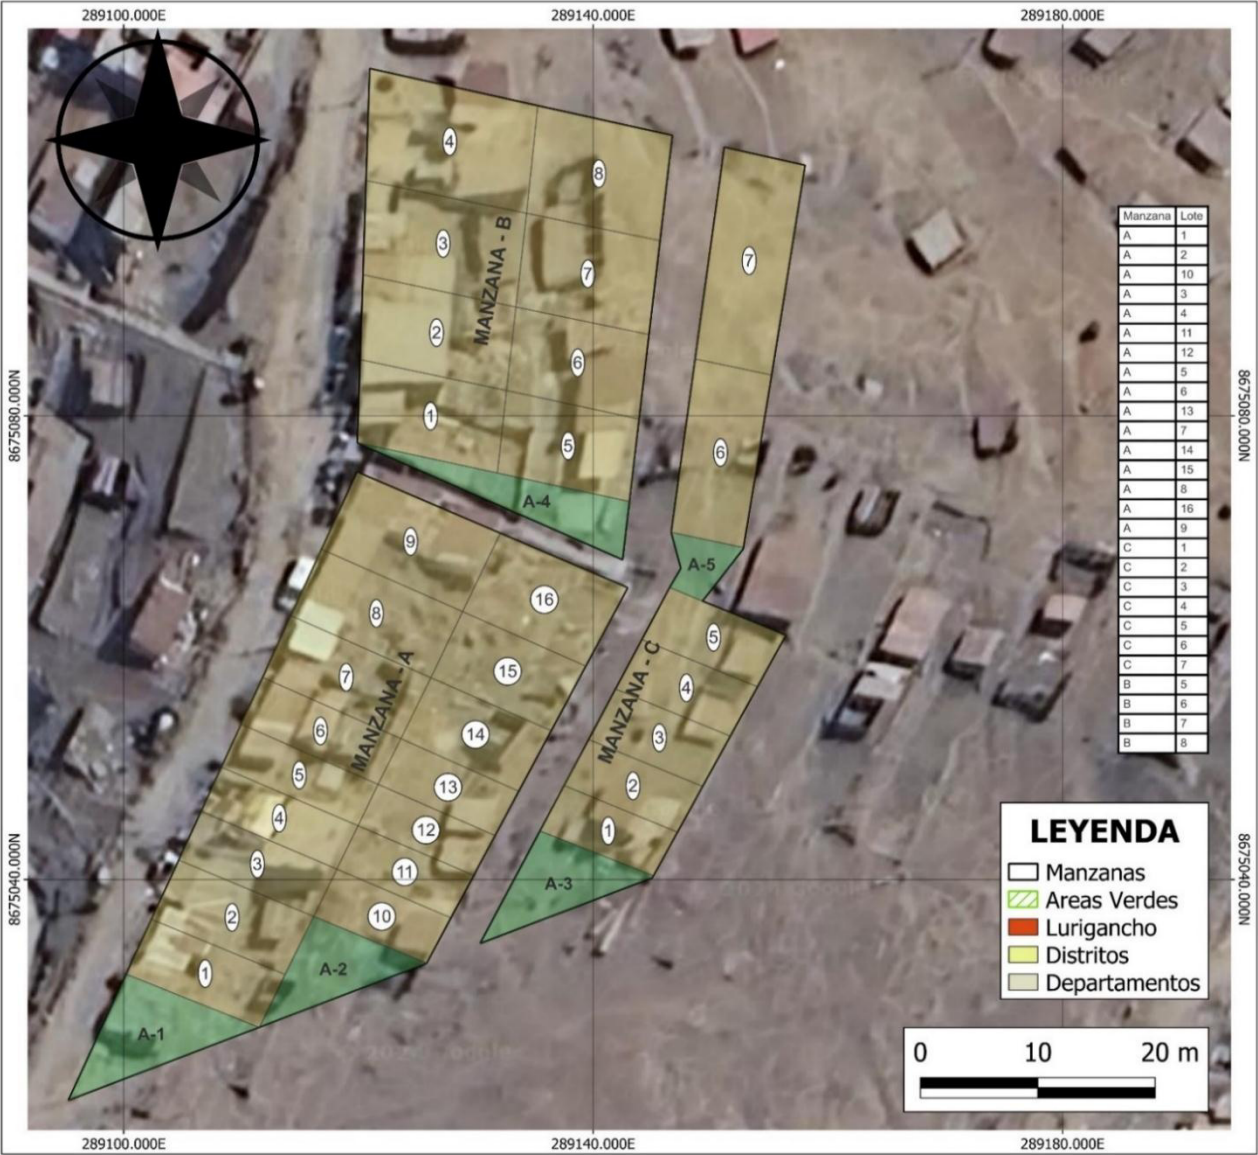 289100.000E
289140.000E
289180.000E
8675080.000N
8675040.000N
8675080.000N
8675040.000N
4
8
3
7
2
6
1
5
MANZANA - B
A-4
7
6
A-5
9
16
8
15
7
14
6
13
5
12
4
11
3
10
2
1
MANZANA - A
A-2
A-1
5
4
3
2
1
MANZANA - C
A-3
Manzana Lote
A 1
A 2
A 10
A 3
A 4
A 11
A 12
A 5
A 6
A 13
A 7
A 14
A 15
A 8
A 16
A 9
C 1
C 2
C 3
C 4
C 5
C 6
C 7
B 5
B 6
B 7
B 8
LEYENDA
Manzanas
Areas Verdes
Lurigancho
Distritos
Departamentos
0 10 20 m
289100.000E
289140.000E
289180.000E